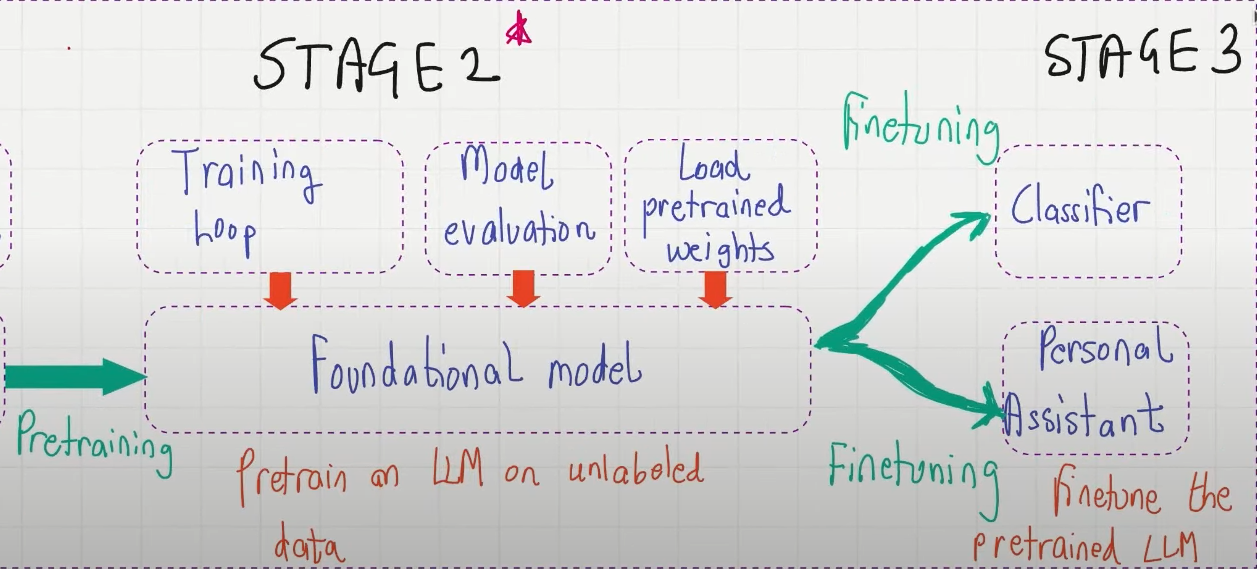 STAGE 2
STAGE 3
Finetuning
Training
Loop
Model
evaluation
Load
pretrained
weights
Classifier
Foundational model
Personal
Assistant
Pretraining
Pretrain an LLM on unlabeled
data
Finetuning
Finetune the
pretrained LLM